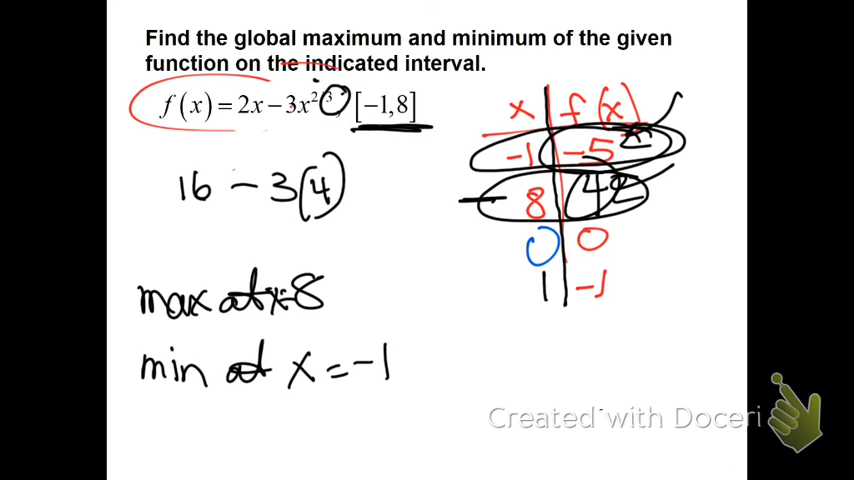 Find the global maximum and minimum of the given
function on the indicated interval.
f(x) = 2x − 3x^2/3, [−1,8]
x f(x)
-1 -5
16 - 3(4)
8 4
0 0
1 -1
max at x=8
min at x = -1
Created with Doceri